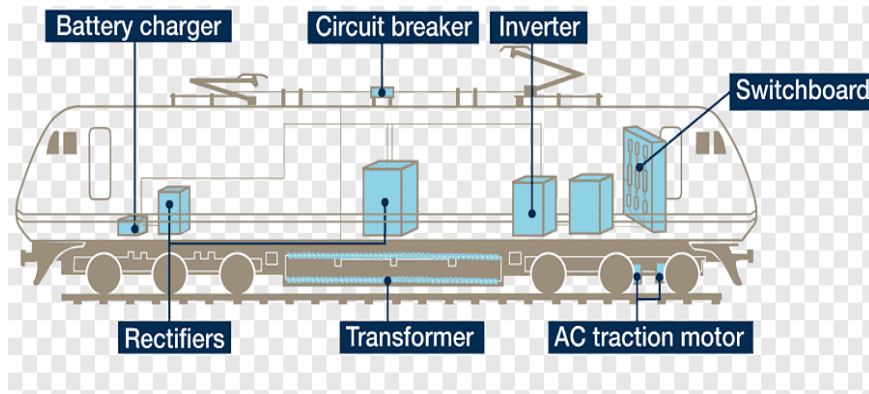 Battery charger
Circuit breaker
Inverter
Switchboard
Rectifiers
Transformer
AC traction motor